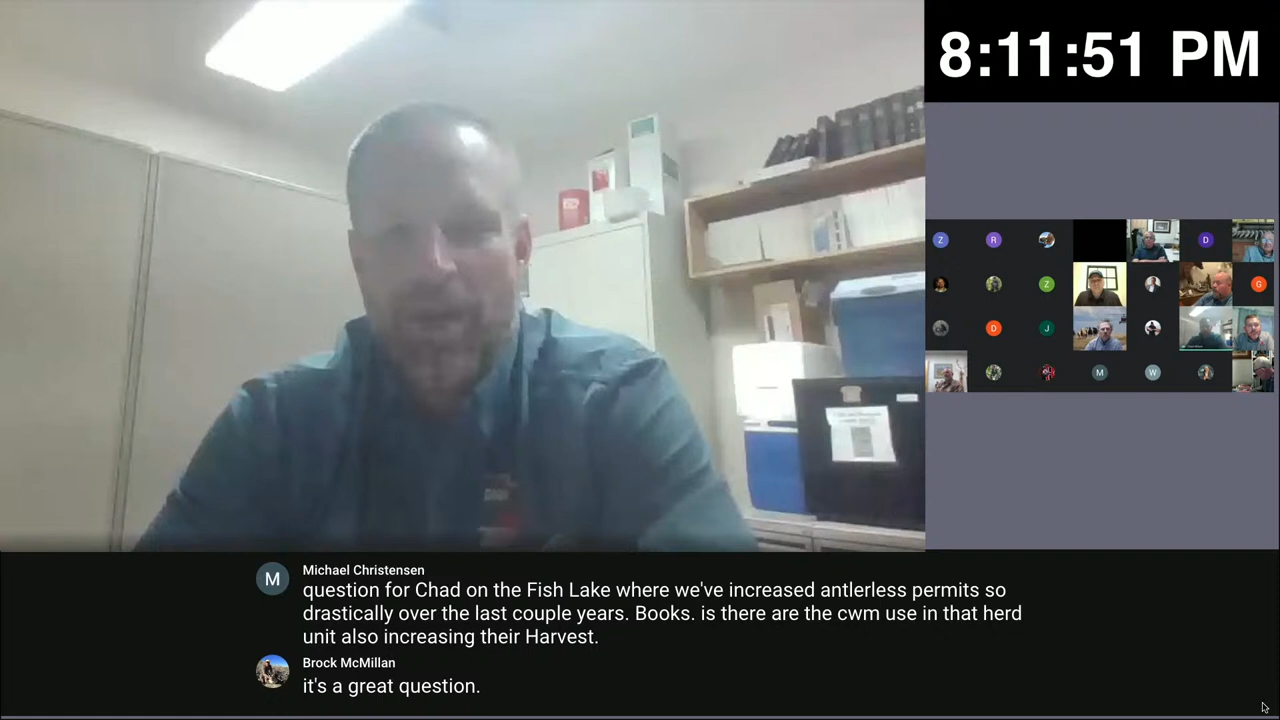 8:11:51 PM
Z
R
D
Z
G
D
J
M
W
M
Michael Christensen
question for Chad on the Fish Lake where we've increased antlerless permits so
drastically over the last couple years. Books. is there are the cwm use in that herd
unit also increasing their Harvest.
Brock McMillan
it's a great question.